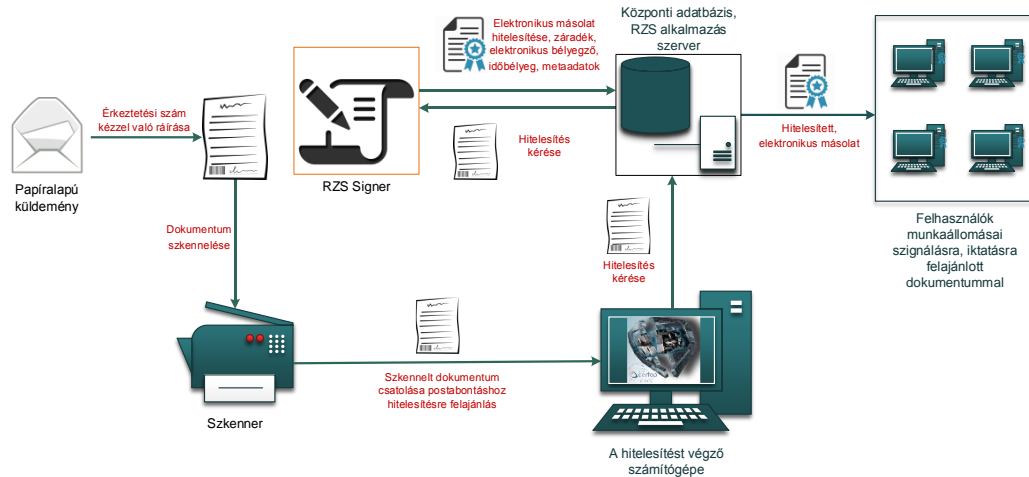 Elektronikus másolat
hitelesítése, záradék,
elektronikus bélyegző,
időbélyeg, metaadatok
Központi adatbázis,
RZS alkalmazás
szerver
Érkeztetési szám
kézzel való ráírása
Papíralapú
küldemény
RZS Signer
Hitelesítés
kérése
Hitelesített,
elektronikus másolat
Felhasználók
munkaállomásai
szignálásra, iktatásra
felajánlott
dokumentummal
Dokumentum
szkennelése
Hitelesítés
kérése
Szkenner
Szkennelt dokumentum
csatolása postabontáshoz
hitelesítésre felajánlás
A hitelesítést végző
számítógépe